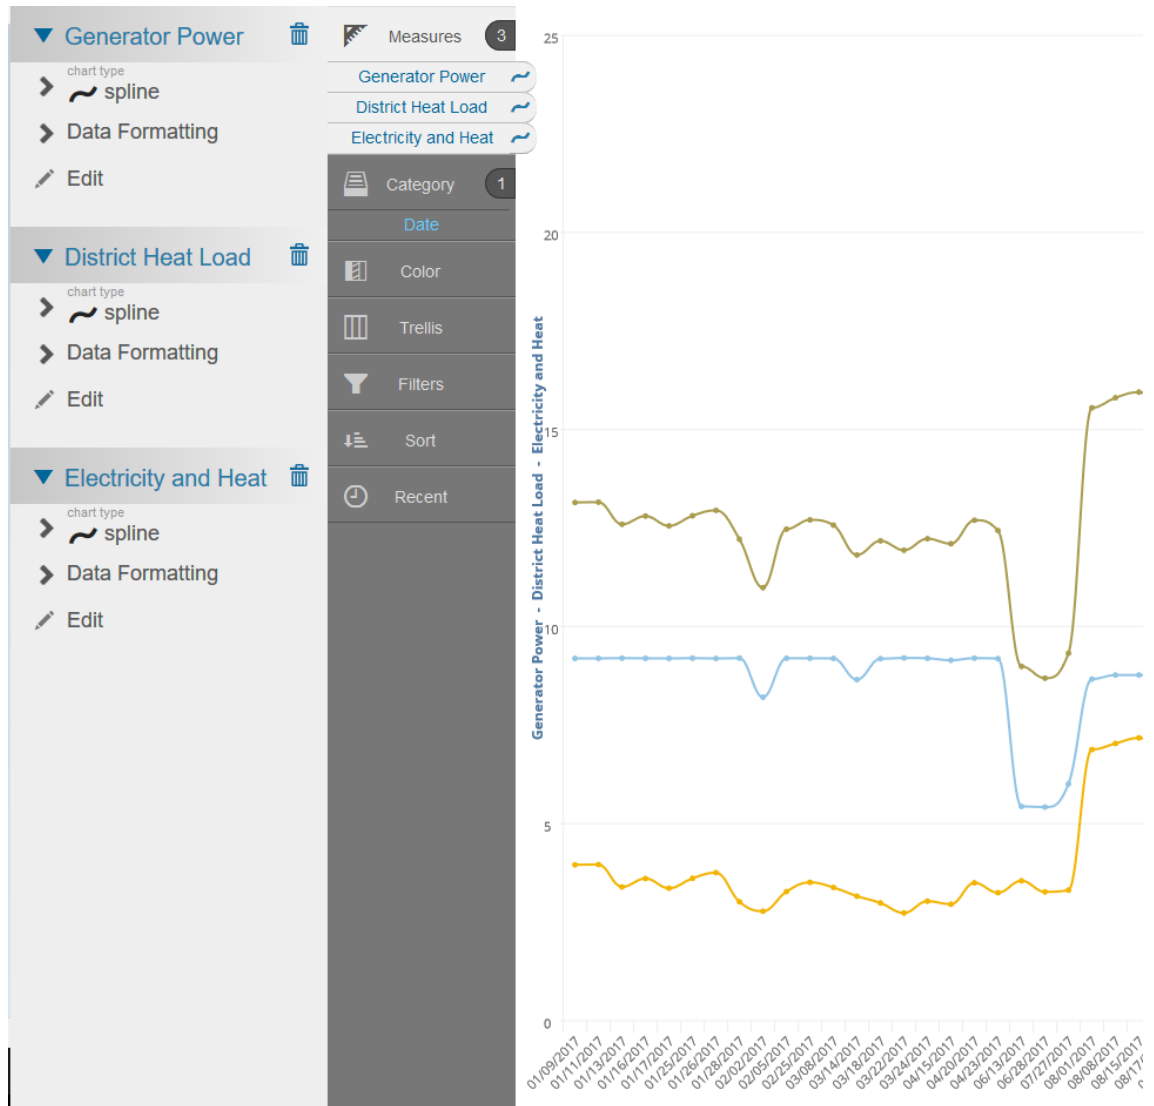 Generator Power
chart type
spline
Data Formatting
Edit
District Heat Load
chart type
spline
Data Formatting
Edit
Electricity and Heat
chart type
spline
Data Formatting
Edit
Measures 3
Generator Power
District Heat Load
Electricity and Heat
Category 1
Date
Color
Trellis
Filters
Sort
Recent
Generator Power - District Heat Load - Electricity and Heat
25
20
15
10
5
0
01/09/2017
01/11/2017
01/13/2017
01/16/2017
01/17/2017
01/25/2017
01/26/2017
01/28/2017
02/02/2017
02/05/2017
02/25/2017
03/08/2017
03/14/2017
03/18/2017
03/22/2017
03/24/2017
04/15/2017
04/20/2017
04/23/2017
06/13/2017
06/28/2017
07/27/2017
08/01/2017
08/08/2017
08/15/2017
08/17/